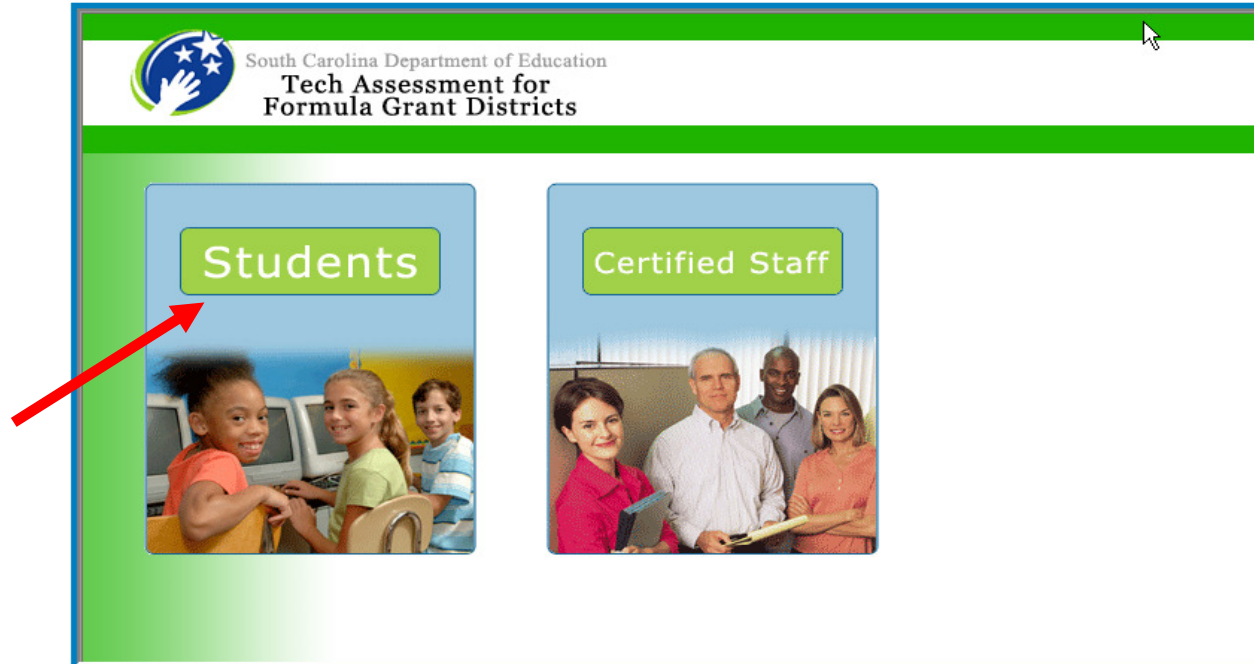 South Carolina Department of Education
Tech Assessment for
Formula Grant Districts
Students
Certified Staff